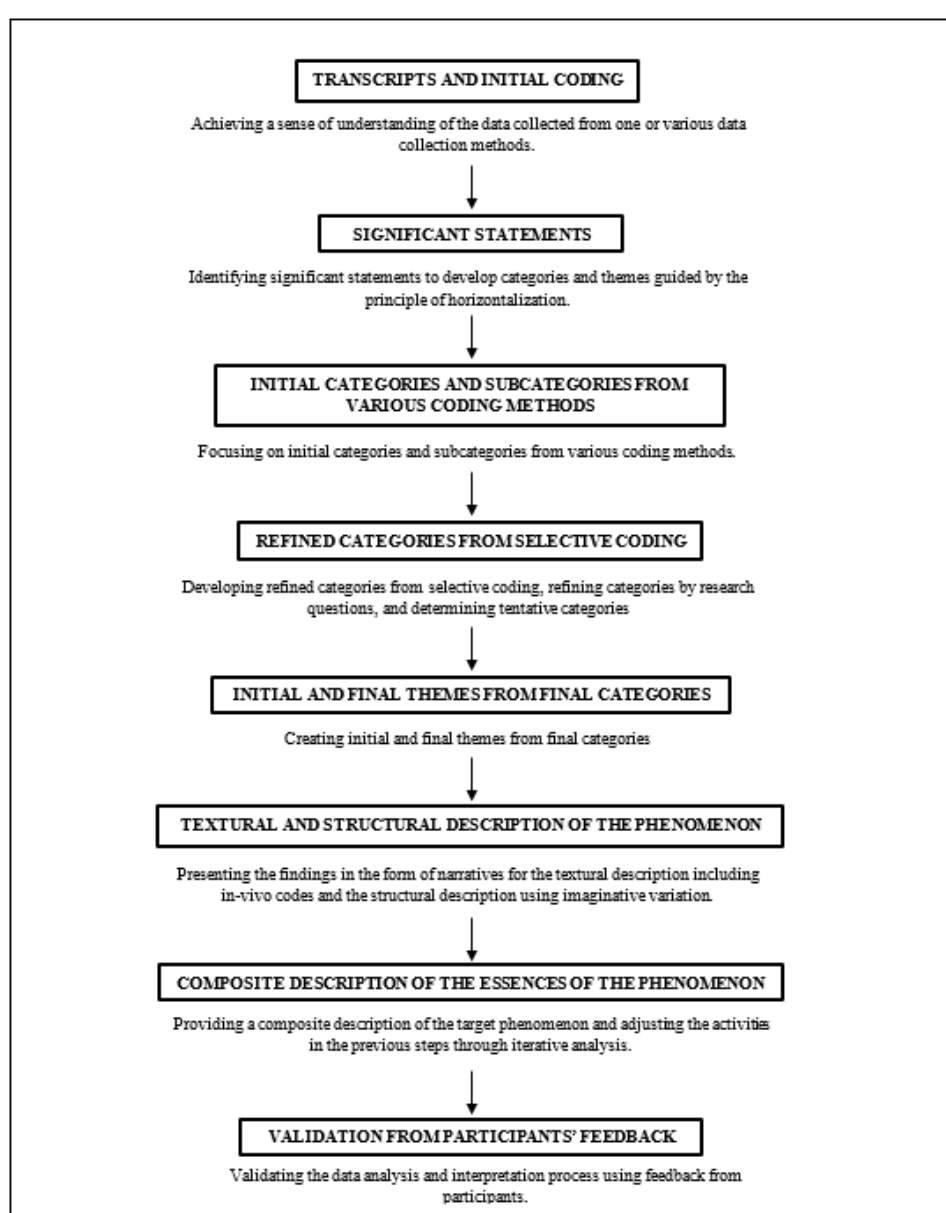 TRANSCRIPTS AND INITIAL CODING
Achieving a sense of understanding of the data collected from one or various data
collection methods.
SIGNIFICANT STATEMENTS
Identifying significant statements to develop categories and themes guided by the
principle of horizontalization.
INITIAL CATEGORIES AND SUBCATEGORIES FROM
VARIOUS CODING METHODS
Focusing on initial categories and subcategories from various coding methods.
REFINED CATEGORIES FROM SELECTIVE CODING
Developing refined categories from selective coding, refining categories by research
questions, and determining tentative categories
INITIAL AND FINAL THEMES FROM FINAL CATEGORIES
Creating initial and final themes from final categories
TEXTURAL AND STRUCTURAL DESCRIPTION OF THE PHENOMENON
Presenting the findings in the form of narratives for the textural description including
in-vivo codes and the structural description using imaginative variation.
COMPOSITE DESCRIPTION OF THE ESSENCES OF THE PHENOMENON
Providing a composite description of the target phenomenon and adjusting the activities
in the previous steps through iterative analysis.
VALIDATION FROM PARTICIPANTS' FEEDBACK
Validating the data analysis and interpretation process using feedback from
participants.